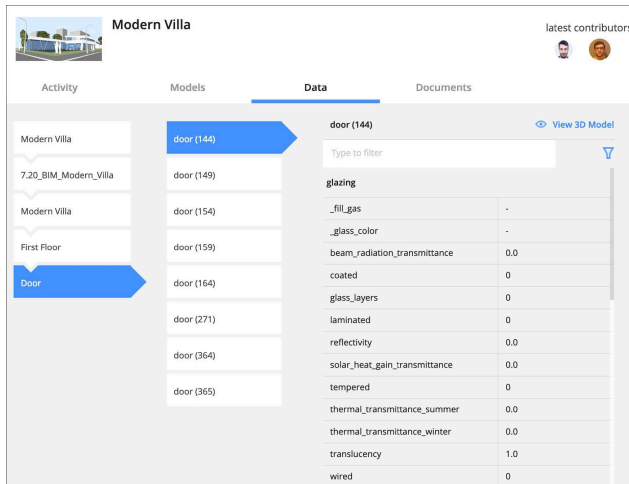 Modern Villa
latest contributors
Activity
Models
Data
Documents
Modern Villa
7.20_BIM_Modern_Villa
Modern Villa
First Floor
Door
door (144)
door (149)
door (154)
door (159)
door (164)
door (271)
door (364)
door (365)
door (144)
View 3D Model
Type to filter
glazing
_fill_gas -
_glass_color -
beam_radiation_transmittance 0.0
coated 0
glass_layers 0
laminated 0
reflectivity 0.0
solar_heat_gain_transmittance 0.0
tempered 0
thermal_transmittance_summer 0.0
thermal_transmittance_winter 0.0
translucency 1.0
wired 0